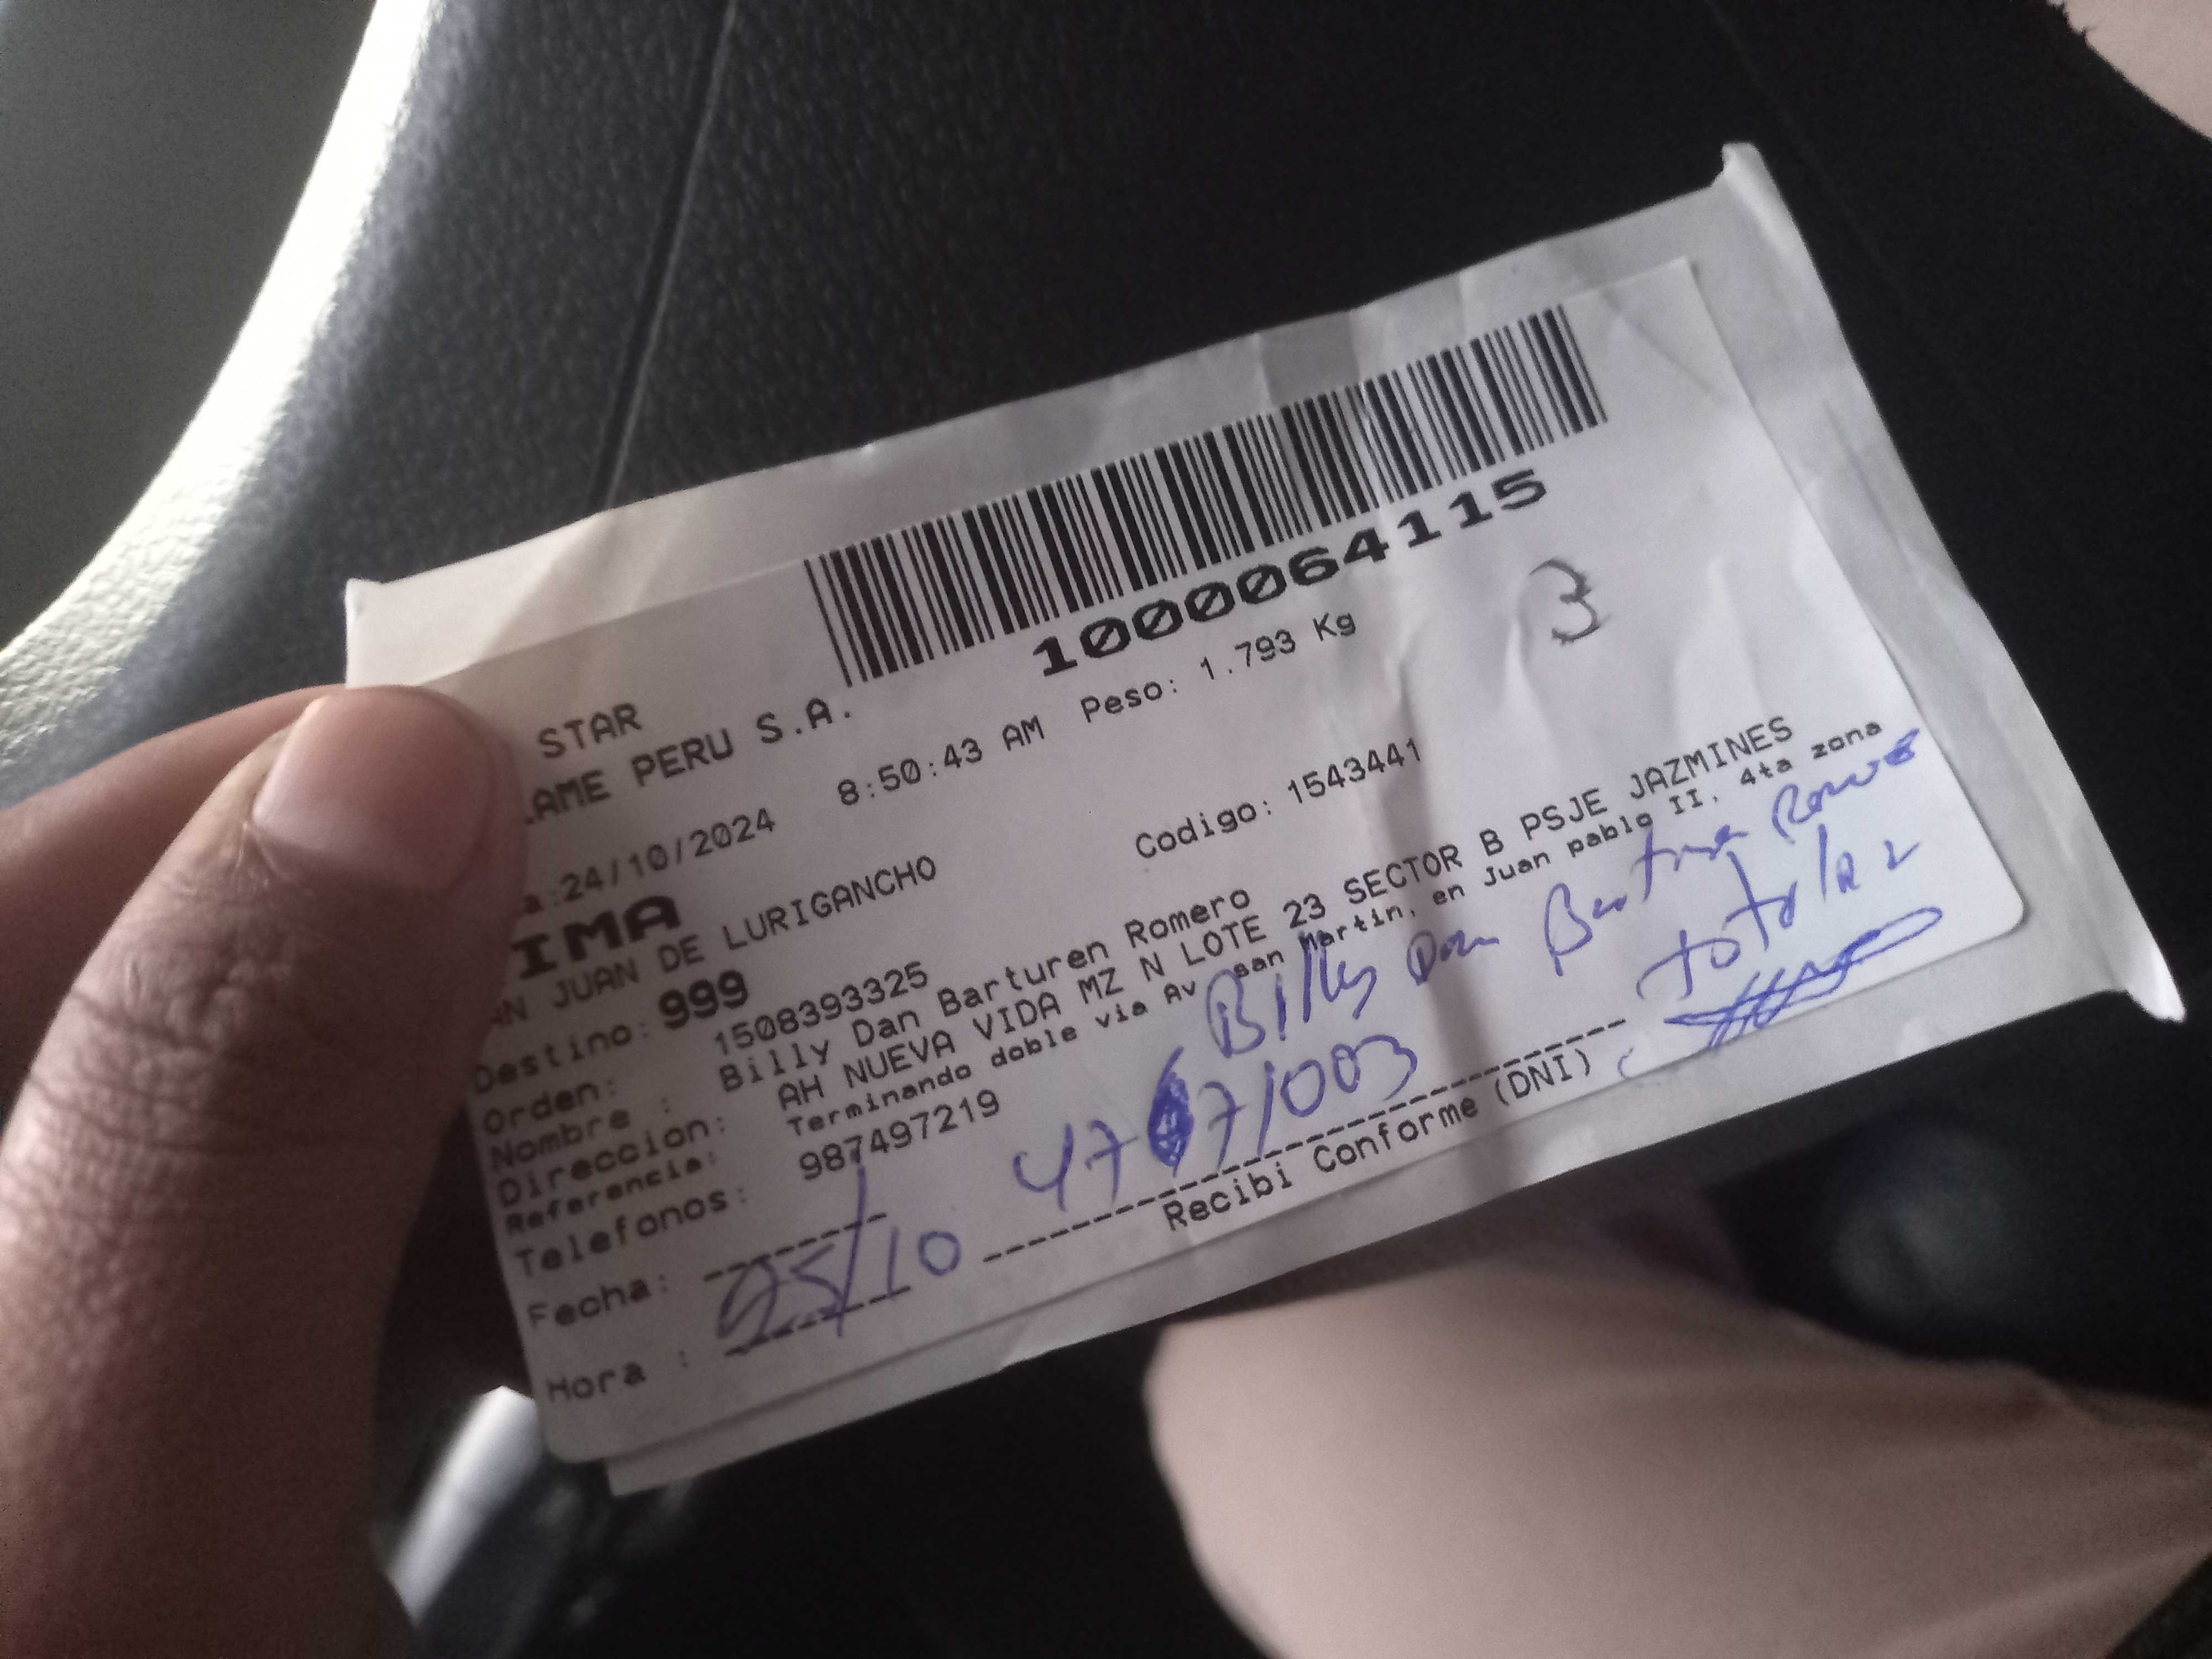 1000064115
STAR
LAME PERU S.A.
a:24/10/2024 8:50:43 AM Peso: 1.793 Kg
3
IMA
AN JUAN DE LURIGANCHO Codigo: 1543441
Destino: 999
Orden: 1508393325
Nombre : Billy Dan Barturen Romero
Direccion: AH NUEVA VIDA MZ N LOTE 23 SECTOR B PSJE JAZMINES
Referencia: Terminando doble via Av san Martin, en Juan pablo II, 4ta zona
Telefonos: 987497219
Billy Dan Barturen Romero
Fecha: 25/10
Hora :
Recibi Conforme (DNI)